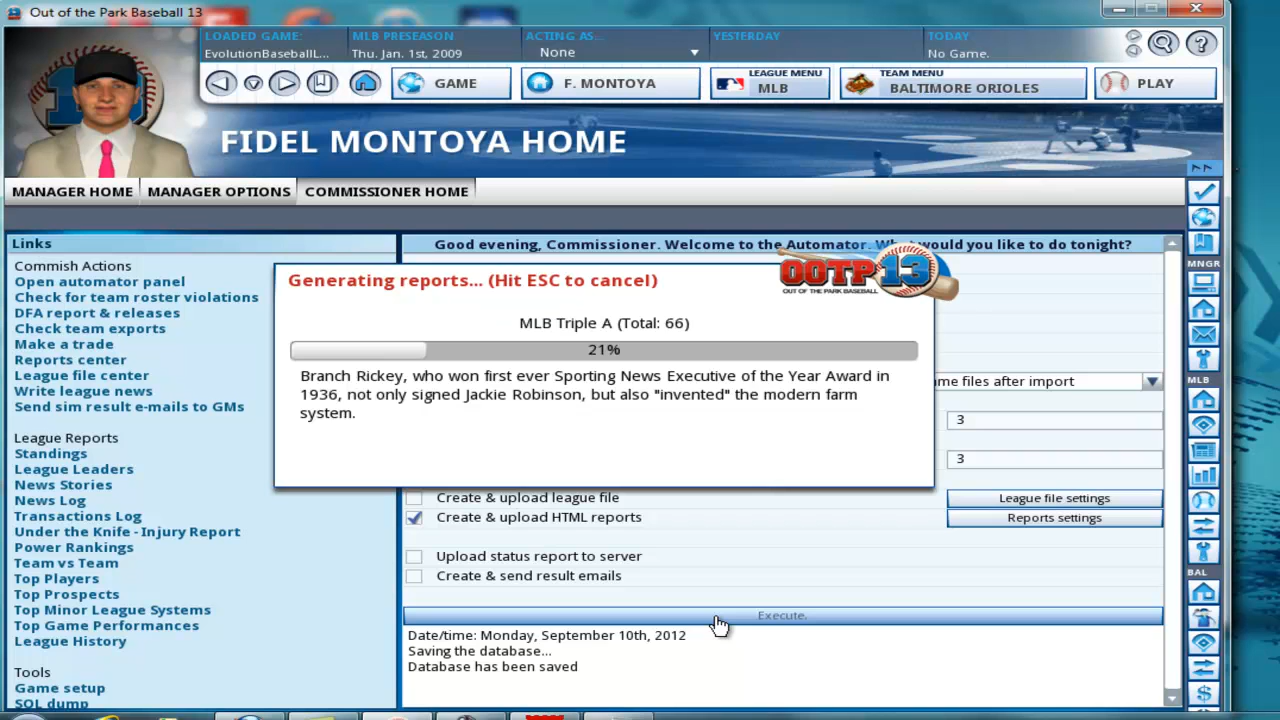 Out of the Park Baseball 13
LOADED GAME:
EvolutionBaseballL...
MLB PRESEASON
Thu. Jan. 1st, 2009
ACTING AS...
None
YESTERDAY
TODAY
No Game.
GAME
F. MONTOYA
LEAGUE MENU
MLB
TEAM MENU
BALTIMORE ORIOLES
PLAY
FIDEL MONTOYA HOME
MANAGER HOME
MANAGER OPTIONS
COMMISSIONER HOME
Links
Commish Actions
Open automator panel
Check for team roster violations
DFA report & releases
Check team exports
Make a trade
Reports center
League file center
Write league news
Send sim result e-mails to GMs
League Reports
Standings
League Leaders
News Stories
News Log
Transactions Log
Under the Knife - Injury Report
Power Rankings
Team vs Team
Top Players
Top Prospects
Top Minor League Systems
Top Game Performances
League History
Tools
Game setup
SQL dump
Good evening, Commissioner. Welcome to the Automator. What would you like to do tonight?
Generating reports... (Hit ESC to cancel)
OOTP 13
OUT OF THE PARK BASEBALL
MLB Triple A (Total: 66)
21%
Branch Rickey, who won first ever Sporting News Executive of the Year Award in
1936, not only signed Jackie Robinson, but also "invented" the modern farm
system.
me files after import
3
3
Create & upload league file
League file settings
Create & upload HTML reports
Reports settings
Upload status report to server
Create & send result emails
Execute.
Date/time: Monday, September 10th, 2012
Saving the database...
Database has been saved
MNGR
MLB
BAL